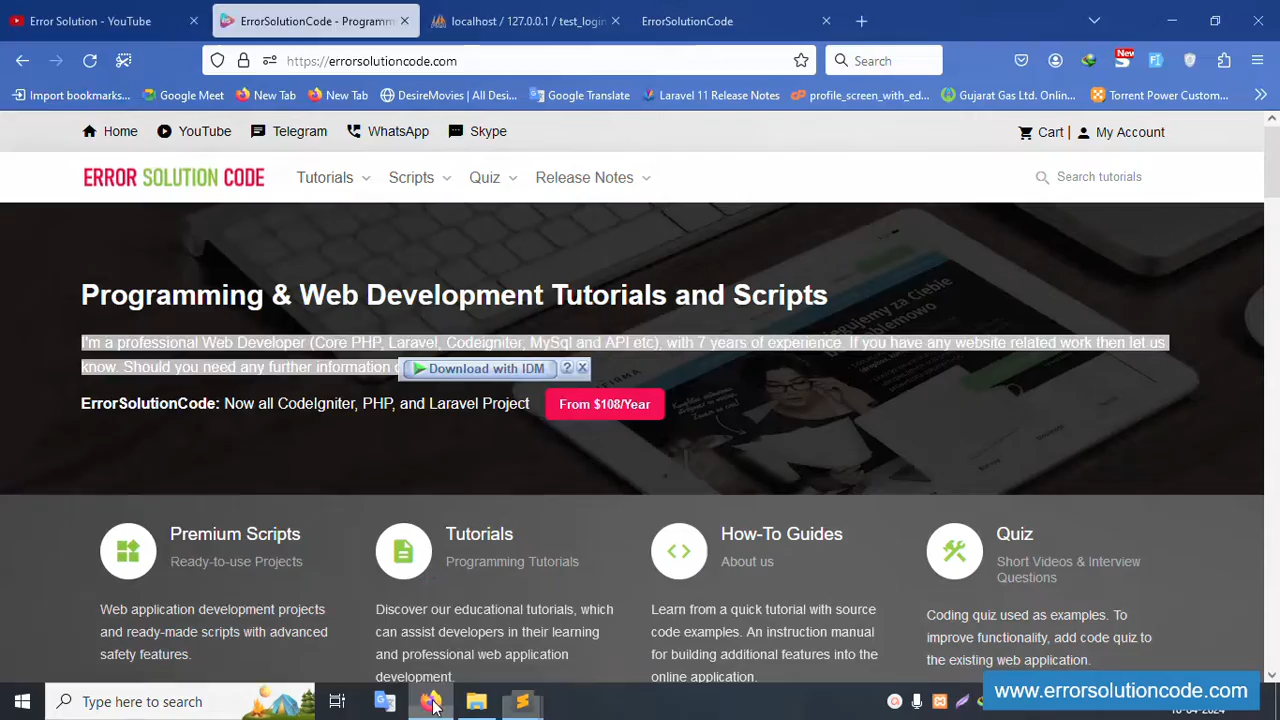 Error Solution - YouTube
ErrorSolutionCode - Programm
localhost / 127.0.0.1 / test_login
ErrorSolutionCode
https://errorsolutioncode.com
Search
New
Import bookmarks...
Google Meet
New Tab
New Tab
DesireMovies | All Desi...
Google Translate
Laravel 11 Release Notes
profile_screen_with_ed...
Gujarat Gas Ltd. Onlin...
Torrent Power Custom...
Home
YouTube
Telegram
WhatsApp
Skype
Cart |
My Account
ERROR SOLUTION CODE
Tutorials
Scripts
Quiz
Release Notes
Search tutorials
Programming & Web Development Tutorials and Scripts
I'm a professional Web Developer (Core PHP, Laravel, Codeigniter, MySql and API etc), with 7 years of experience. If you have any website related work then let us
know. Should you need any further information
Download with IDM
?
ErrorSolutionCode: Now all CodeIgniter, PHP, and Laravel Project
From $108/Year
Premium Scripts
Ready-to-use Projects
Web application development projects
and ready-made scripts with advanced
safety features.
Tutorials
Programming Tutorials
Discover our educational tutorials, which
can assist developers in their learning
and professional web application
development.
How-To Guides
About us
Learn from a quick tutorial with source
code examples. An instruction manual
for building additional features into the
online application.
Quiz
Short Videos & Interview
Questions
Coding quiz used as examples. To
improve functionality, add code quiz to
the existing web application.
Type here to search
www.errorsolutioncode.com